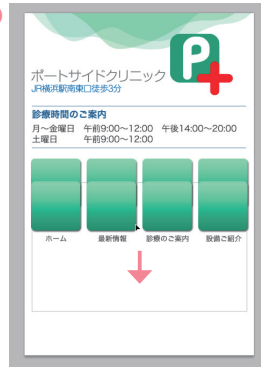 P
ポートサイドクリニック
JR横浜駅南東口徒歩3分
診療時間のご案内
月〜金曜日 午前9:00〜12:00 午後14:00〜20:00
土曜日 午前9:00〜12:00
ホーム 最新情報 診療のご案内 設備ご紹介